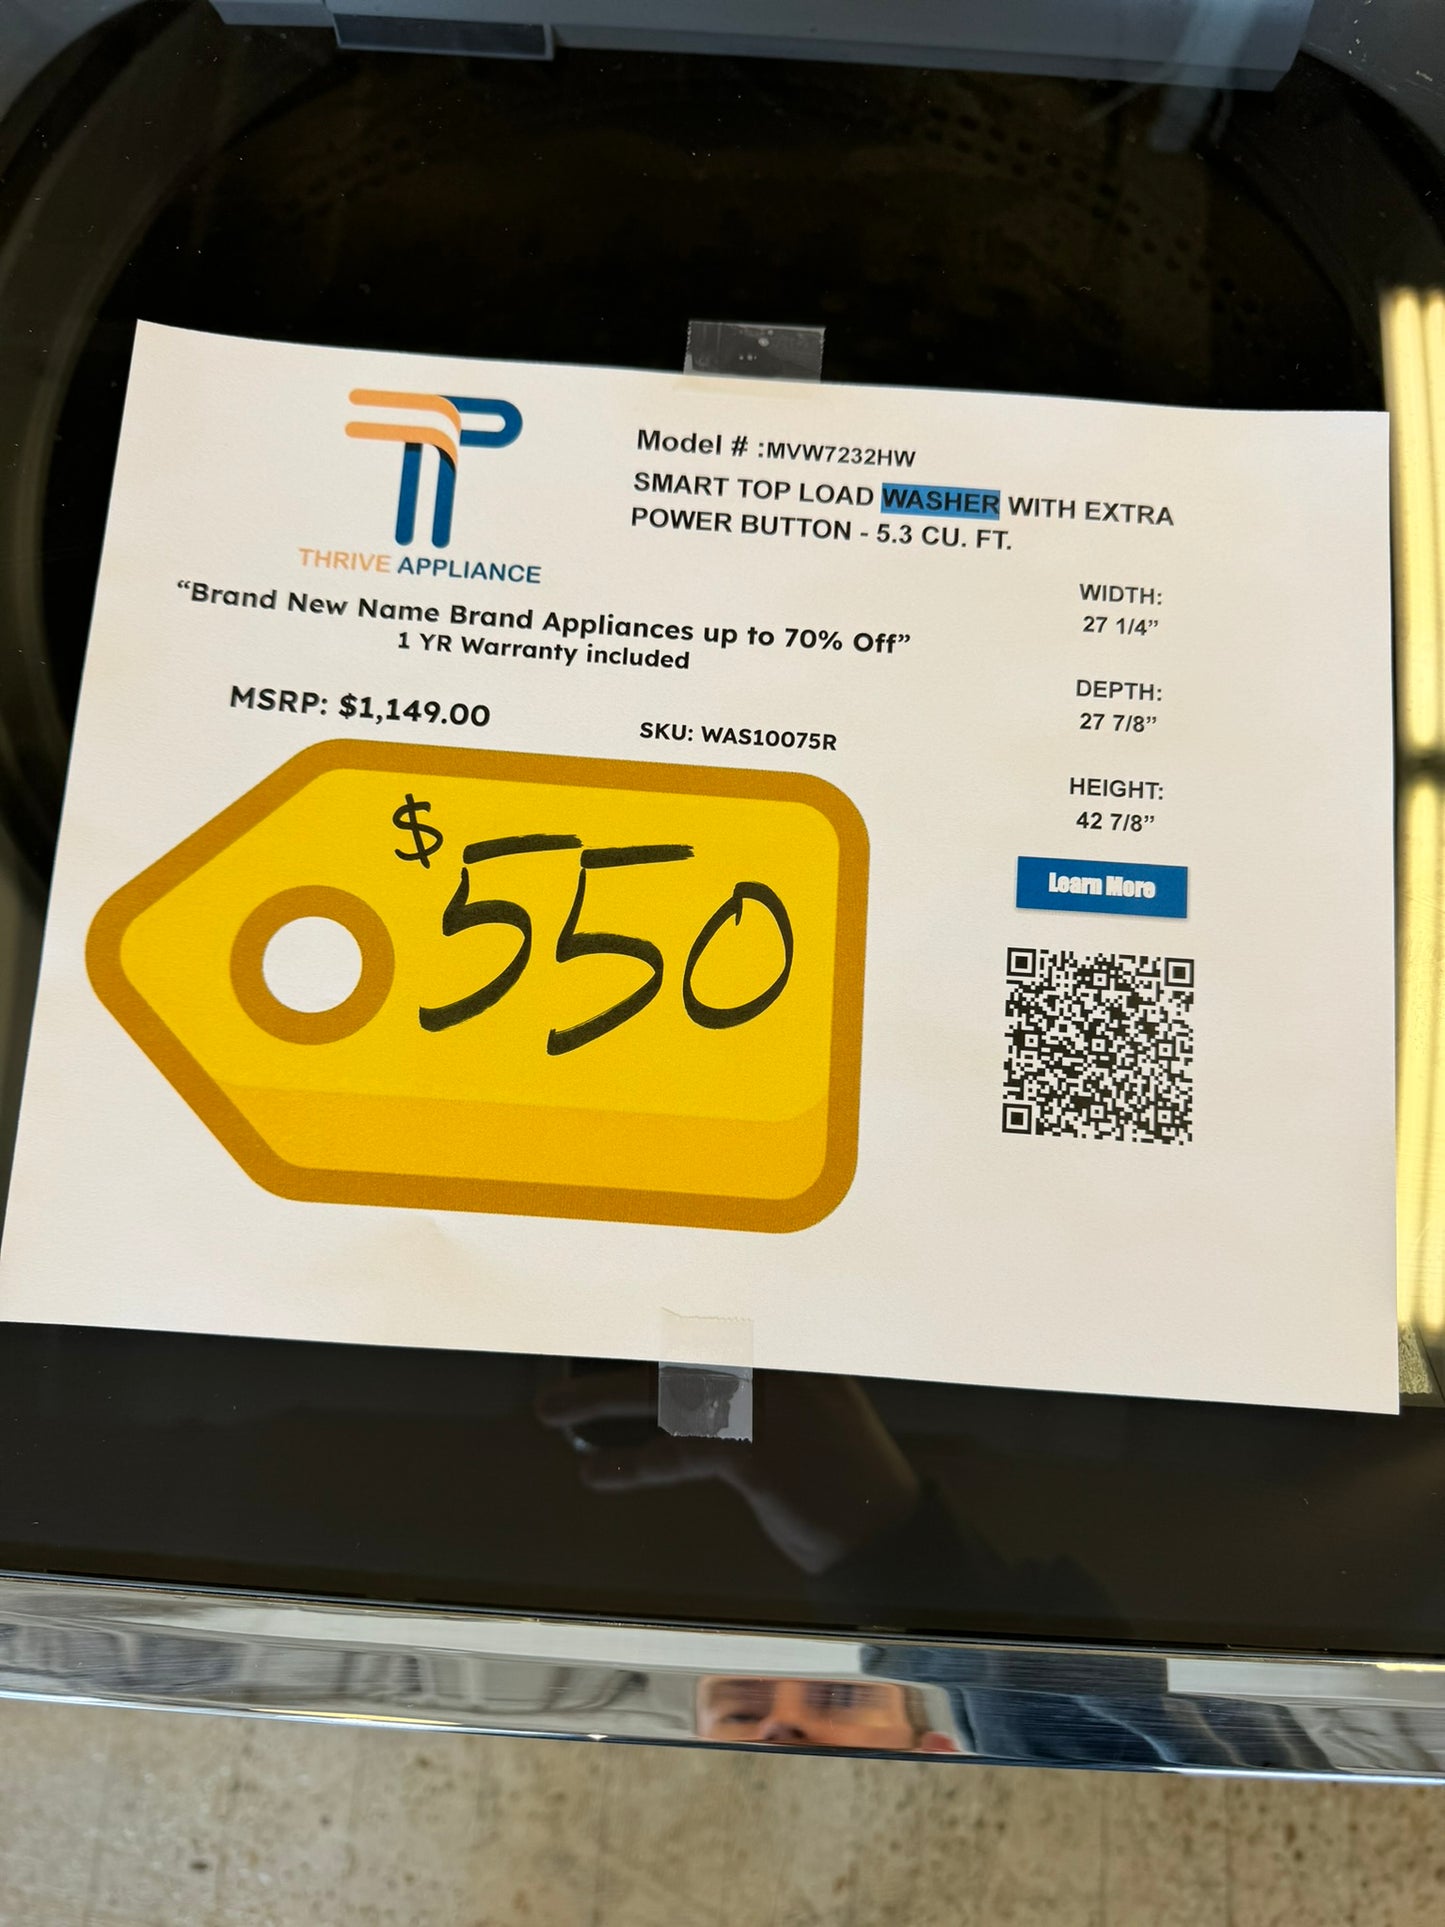 THRIVE APPLIANCE
Model # :MVW7232HW
SMART TOP LOAD WASHER WITH EXTRA
POWER BUTTON - 5.3 CU. FT.
“Brand New Name Brand Appliances up to 70% Off”
1 YR Warranty included
MSRP: $1,149.00
SKU: WAS10075R
$550
WIDTH:
27 1/4”
DEPTH:
27 7/8”
HEIGHT:
42 7/8”
Learn More